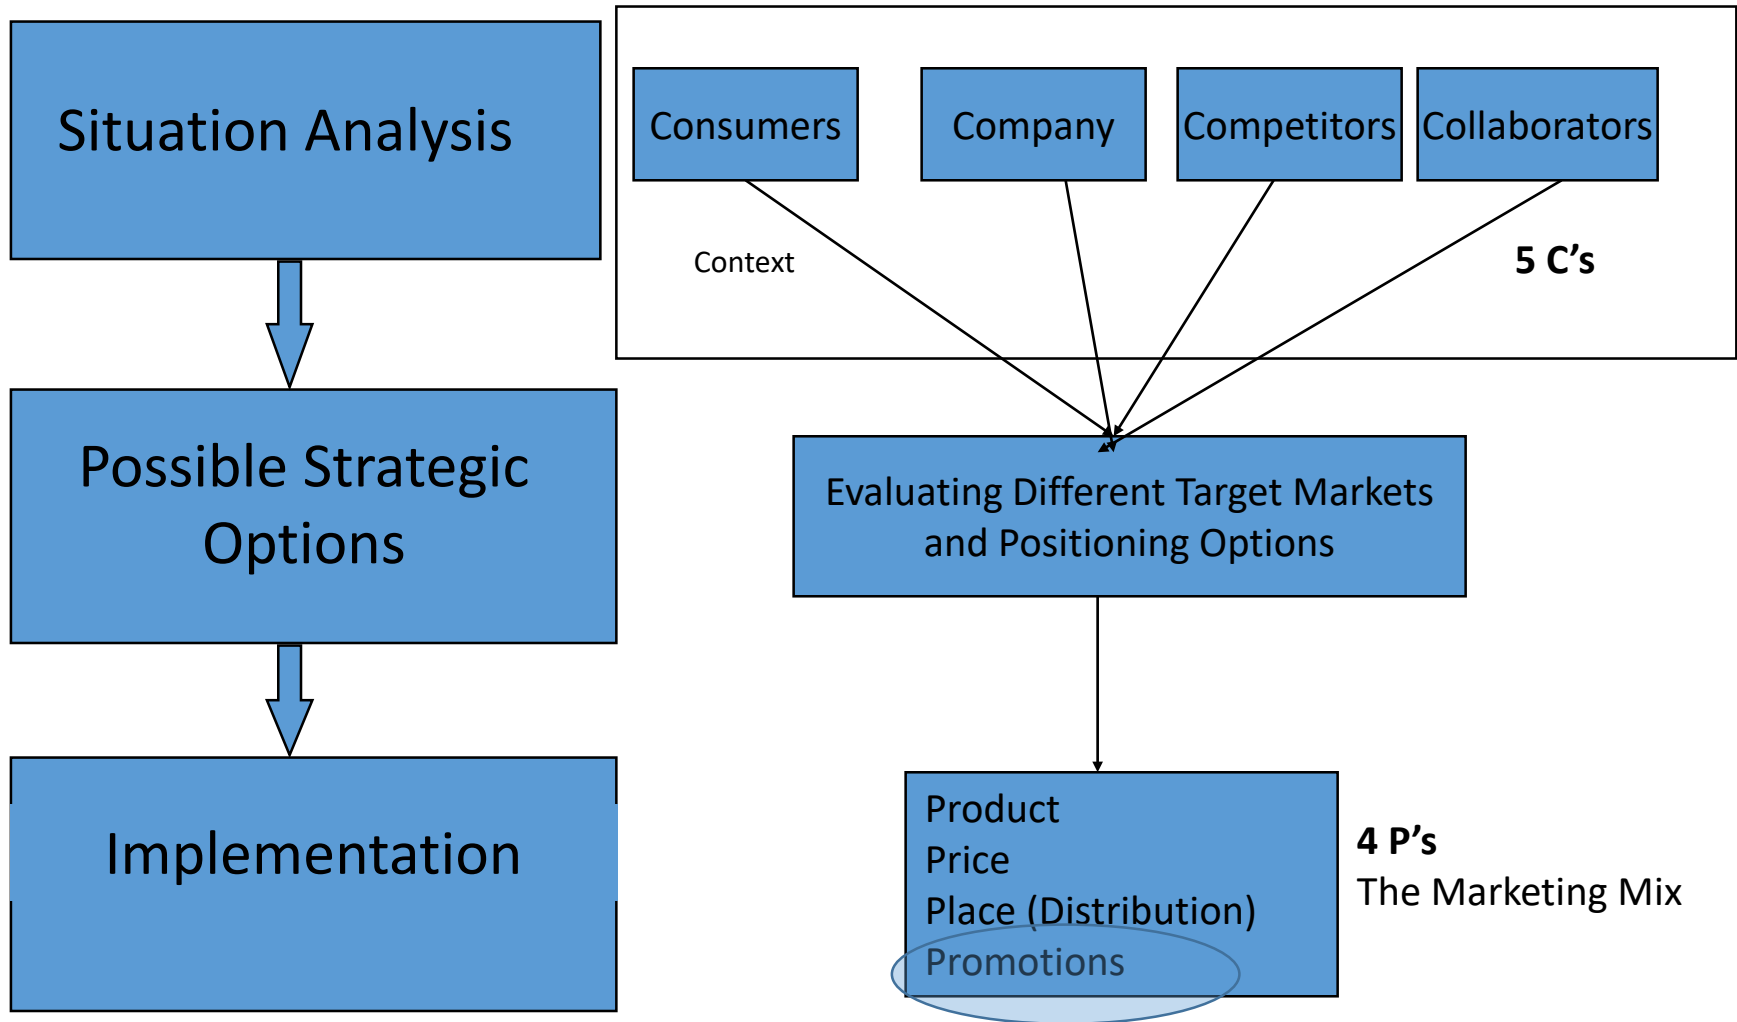 Situation Analysis
Consumers
Company
Competitors
Collaborators
Context
5 C’s
Possible Strategic
Options
Evaluating Different Target Markets
and Positioning Options
Implementation
Product
Price
Place (Distribution)
Promotions
4 P’s
The Marketing Mix